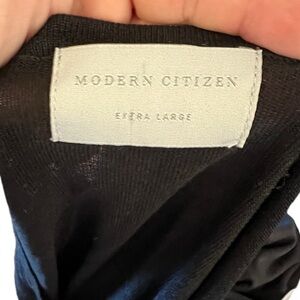 MODERN CITIZEN
EXTRA LARGE